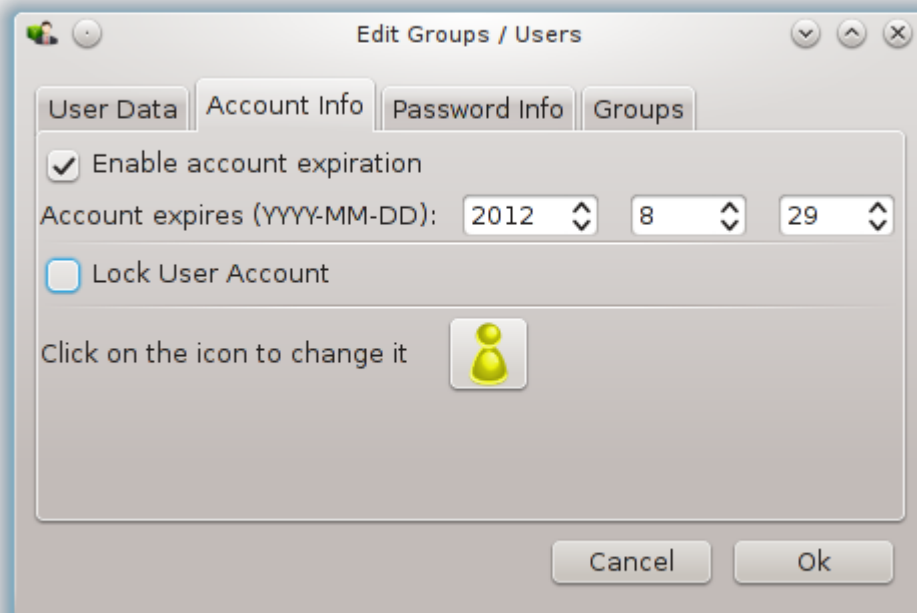 Edit Groups / Users
User Data Account Info Password Info Groups
Enable account expiration
Account expires (YYYY-MM-DD): 2012 8 29
Lock User Account
Click on the icon to change it
Cancel Ok